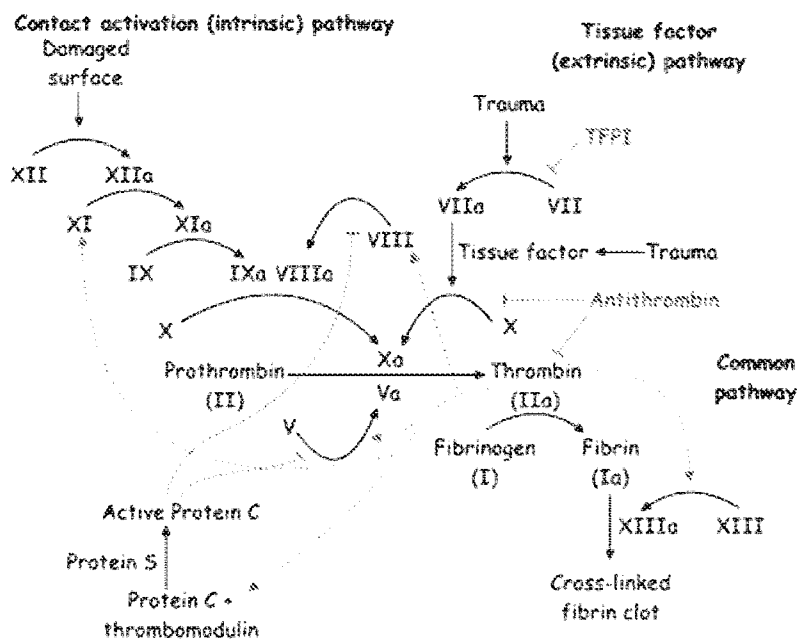 Contact activation (intrinsic) pathway
Damaged
surface
Tissue factor
(extrinsic) pathway
Trauma
TFPI
XII
XIIa
VIIa
VII
XI
XIa
VIII
Tissue factor
Trauma
IX
IXa
VIIIa
Antithrombin
X
X
Xa
Prothrombin
(II)
Va
Thrombin
(IIa)
Common
pathway
V
Fibrinogen
(I)
Fibrin
(Ia)
Active Protein C
XIIIa
XIII
Protein S
Cross-linked
fibrin clot
Protein C +
thrombomodulin